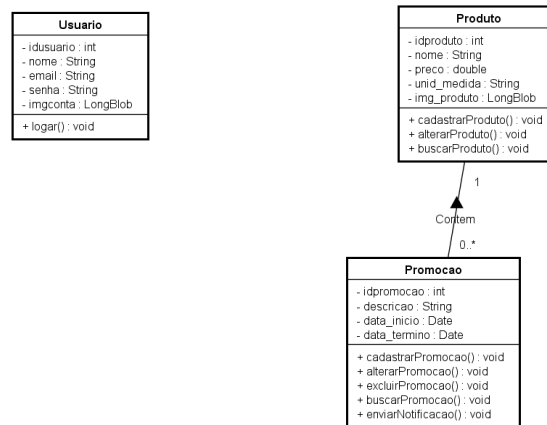 Usuario
- idusuario : int
- nome : String
- email : String
- senha : String
- imgconta : LongBlob
+ logar() : void
Produto
- idproduto : int
- nome : String
- preco : double
- unid_medida : String
- img_produto : LongBlob
+ cadastrarProduto() : void
+ alterarProduto() : void
+ buscarProduto() : void
1
Contem
0..*
Promocao
- idpromocao : int
- descricao : String
- data_inicio : Date
- data_termino : Date
+ cadastrarPromocao() : void
+ alterarPromocao() : void
+ excluirPromocao() : void
+ buscarPromocao() : void
+ enviarNotificacao() : void